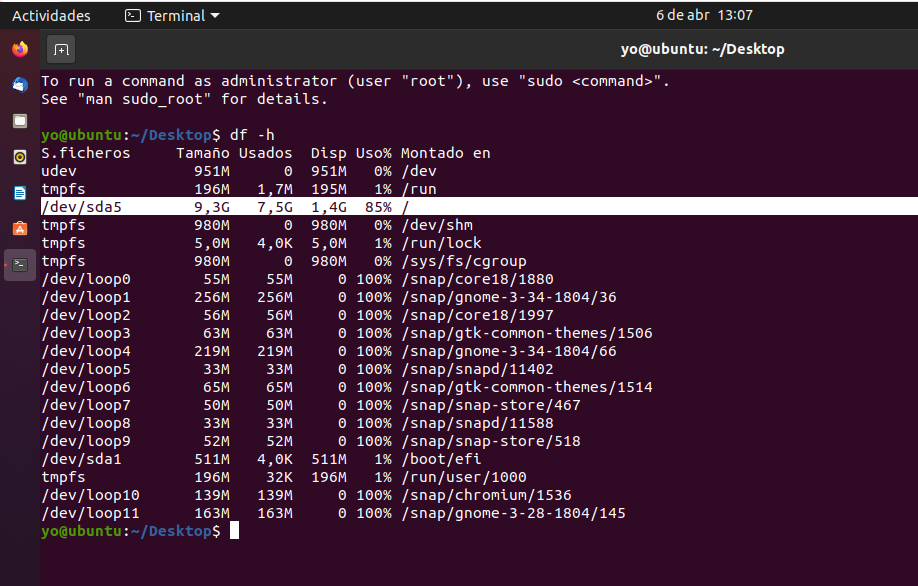 Actividades Terminal 6 de abr 13:07
yo@ubuntu: ~/Desktop
To run a command as administrator (user "root"), use "sudo <command>".
See "man sudo_root" for details.
yo@ubuntu:~/Desktop$ df -h
S.ficheros     Tamaño Usados  Disp Uso% Montado en
udev             951M      0  951M   0% /dev
tmpfs            196M   1,7M  195M   1% /run
/dev/sda5        9,3G   7,5G  1,4G  85% /
tmpfs            980M      0  980M   0% /dev/shm
tmpfs            5,0M   4,0K  5,0M   1% /run/lock
tmpfs            980M      0  980M   0% /sys/fs/cgroup
/dev/loop0        55M    55M     0 100% /snap/core18/1880
/dev/loop1       256M   256M     0 100% /snap/gnome-3-34-1804/36
/dev/loop2        56M    56M     0 100% /snap/core18/1997
/dev/loop3        63M    63M     0 100% /snap/gtk-common-themes/1506
/dev/loop4       219M   219M     0 100% /snap/gnome-3-34-1804/66
/dev/loop5        33M    33M     0 100% /snap/snapd/11402
/dev/loop6        65M    65M     0 100% /snap/gtk-common-themes/1514
/dev/loop7        50M    50M     0 100% /snap/snap-store/467
/dev/loop8        33M    33M     0 100% /snap/snapd/11588
/dev/loop9        52M    52M     0 100% /snap/snap-store/518
/dev/sda1        511M   4,0K  511M   1% /boot/efi
tmpfs            196M    32K  196M   1% /run/user/1000
/dev/loop10      139M   139M     0 100% /snap/chromium/1536
/dev/loop11      163M   163M     0 100% /snap/gnome-3-28-1804/145
yo@ubuntu:~/Desktop$